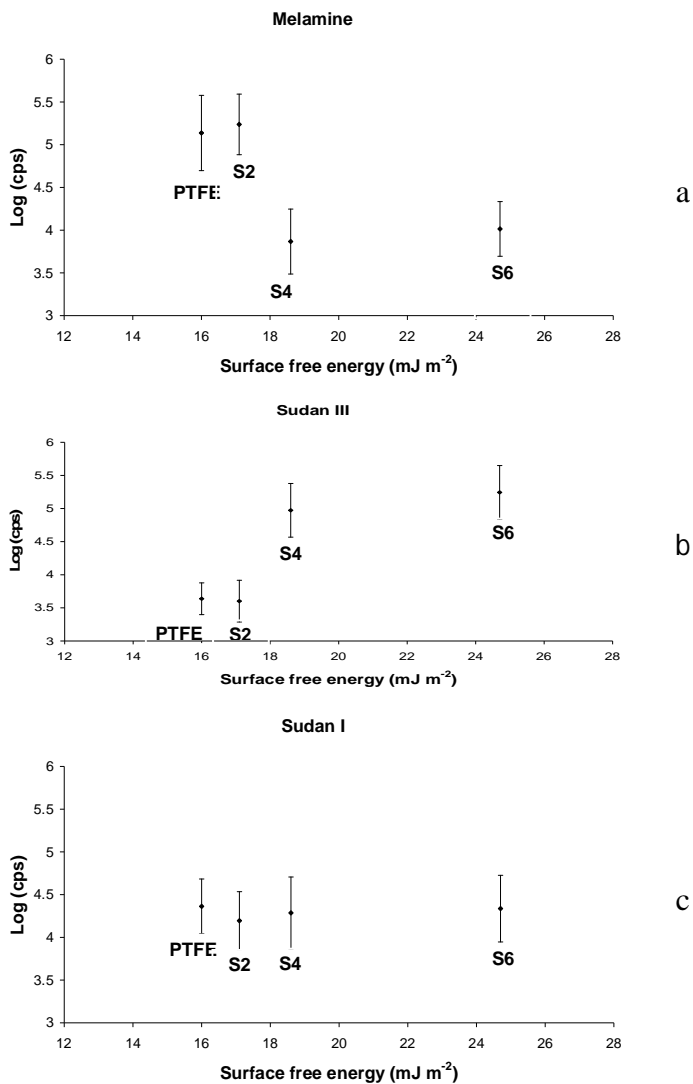 Melamine
Log (cps)
6
5.5
5
4.5
4
3.5
3
PTFE
S2
S4
S6
12 14 16 18 20 22 24 26 28
Surface free energy (mJ m⁻²)
a
Sudan III
Log (cps)
6
5.5
5
4.5
4
3.5
3
PTFE
S2
S4
S6
12 14 16 18 20 22 24 26 28
Surface free energy (mJ m⁻²)
b
Sudan I
Log (cps)
6
5.5
5
4.5
4
3.5
3
PTFE
S2
S4
S6
12 14 16 18 20 22 24 26 28
Surface free energy (mJ m⁻²)
c